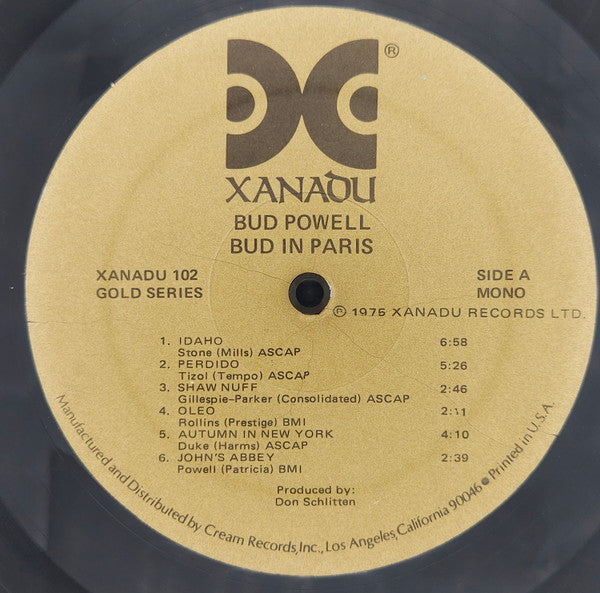 ®
XANADU
BUD POWELL
BUD IN PARIS
XANADU 102 SIDE A
GOLD SERIES MONO
℗ 1975 XANADU RECORDS LTD.
1. IDAHO 6:58
Stone (Mills) ASCAP
2. PERDIDO 5:26
Tizol (Tempo) ASCAP
3. SHAW NUFF 2:46
Gillespie-Parker (Consolidated) ASCAP
4. OLEO 2:11
Rollins (Prestige) BMI
5. AUTUMN IN NEW YORK 4:10
Duke (Harms) ASCAP
6. JOHN'S ABBEY 2:39
Powell (Patricia) BMI
Produced by:
Don Schlitten
Manufactured and Distributed by Cream Records, Inc., Los Angeles, California 90046 ● Printed in U.S.A.